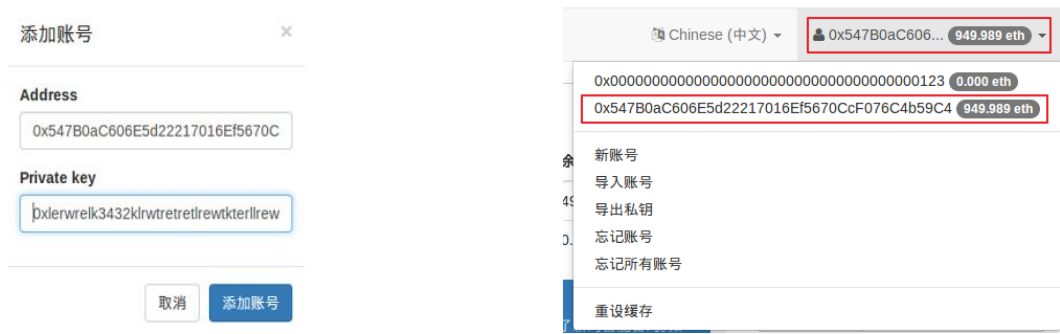 添加账号 ×
Address
0x547B0aC606E5d22217016Ef5670C
Private key
0xlerwrelk3432klrwtretretlrewtkterllrew
取消 添加账号
Chinese (中文)
0x547B0aC606... 949.989 eth
0x0000000000000000000000000000000000000123 0.000 eth
0x547B0aC606E5d22217016Ef5670CcF076C4b59C4 949.989 eth
新账号
导入账号
导出私钥
忘记账号
忘记所有账号
重设缓存